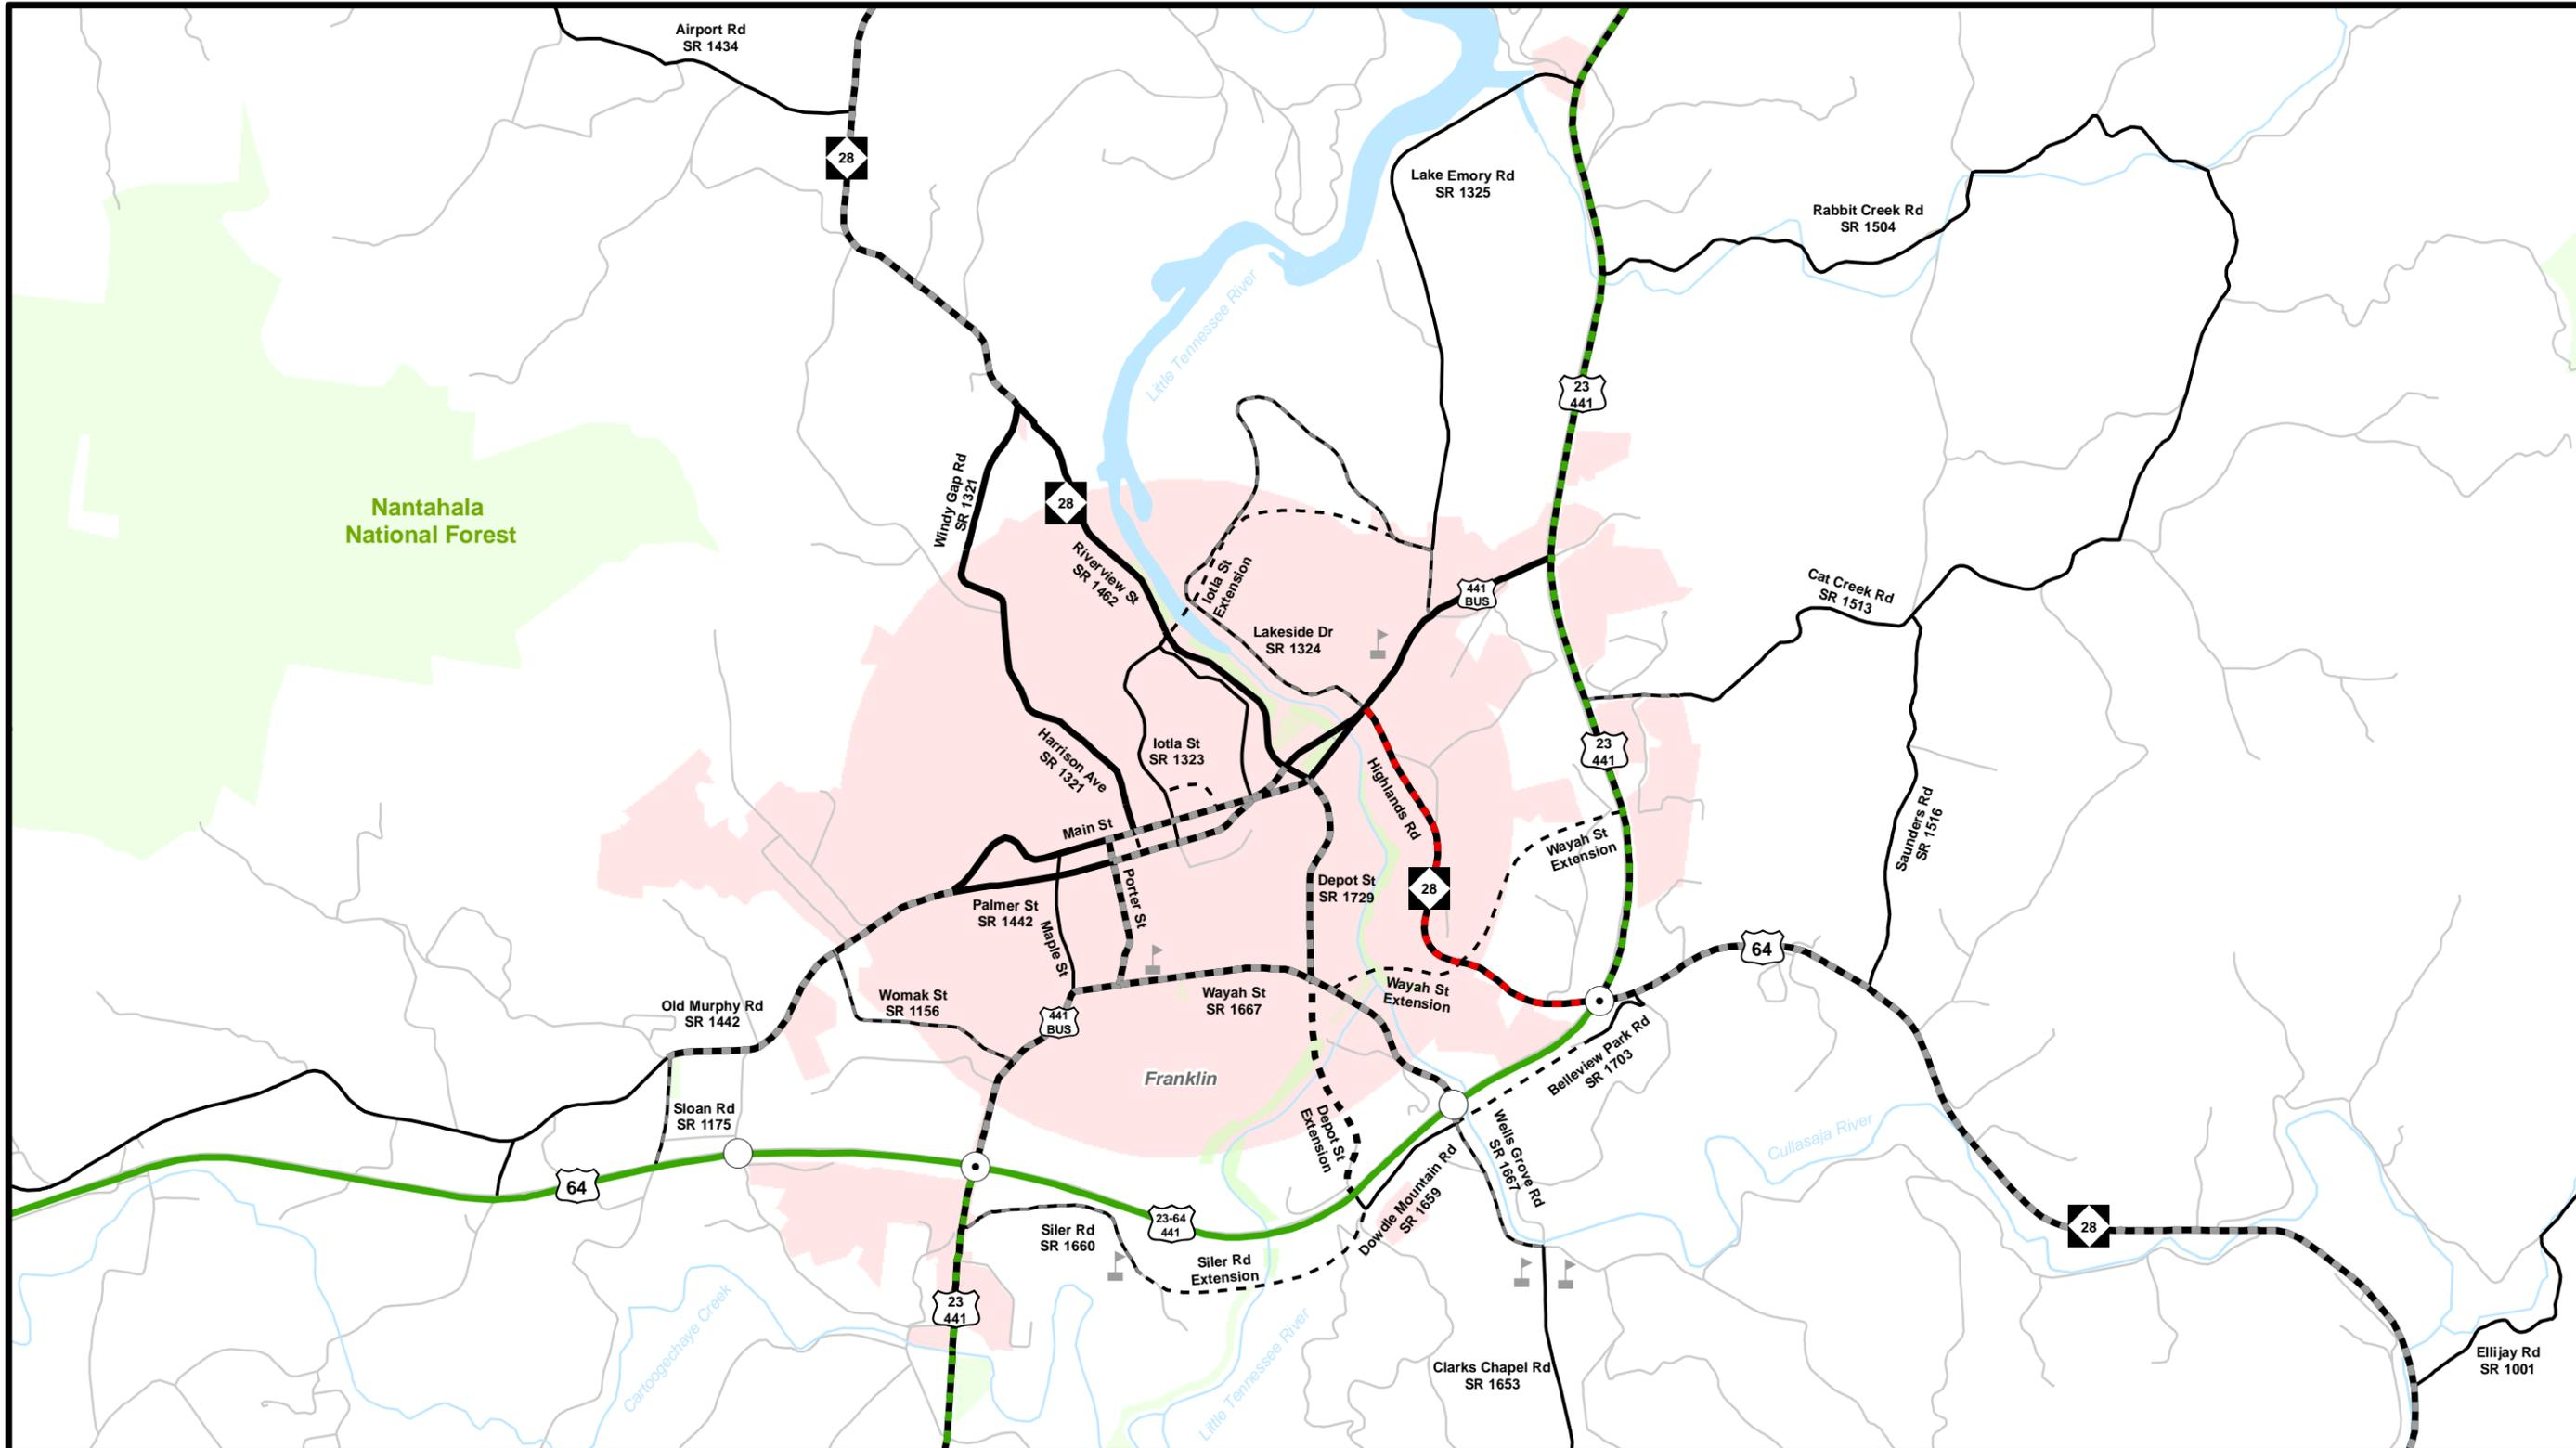 Airport Rd
SR 1434
28
Lake Emory Rd
SR 1325
Rabbit Creek Rd
SR 1504
Little Tennessee River
23
441
Nantahala
National Forest
Windy Gap Rd
SR 1321
28
Riverview St
SR 1462
Iotla St
Extension
441
BUS
Cat Creek Rd
SR 1513
Lakeside Dr
SR 1324
Harrison Ave
SR 1321
Iotla St
SR 1323
23
441
Highlands Rd
Main St
Wayah St
Extension
Saunders Rd
SR 1516
Palmer St
SR 1442
Porter St
Depot St
SR 1729
28
Maple St
64
Old Murphy Rd
SR 1442
Womak St
SR 1156
441
BUS
Wayah St
SR 1667
Wayah St
Extension
Belleview Park Rd
SR 1703
Franklin
Sloan Rd
SR 1175
Depot St
Extension
Wells Grove Rd
SR 1667
Cullasaja River
64
Dowdle Mountain Rd
SR 1659
23-64
441
Siler Rd
SR 1660
Siler Rd
Extension
28
23
441
Cartoogechaye Creek
Little Tennessee River
Clarks Chapel Rd
SR 1653
Ellijay Rd
SR 1001